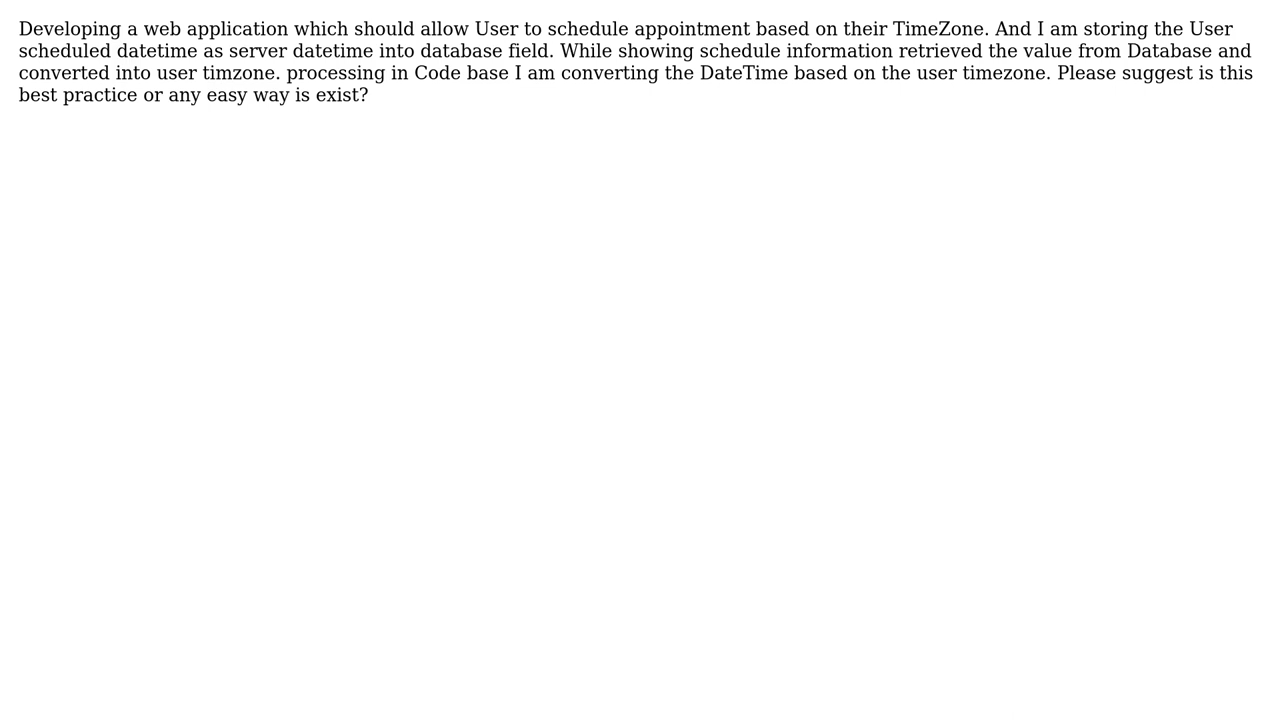 Developing a web application which should allow User to schedule appointment based on their TimeZone. And I am storing the User
scheduled datetime as server datetime into database field. While showing schedule information retrieved the value from Database and
converted into user timzone. processing in Code base I am converting the DateTime based on the user timezone. Please suggest is this
best practice or any easy way is exist?